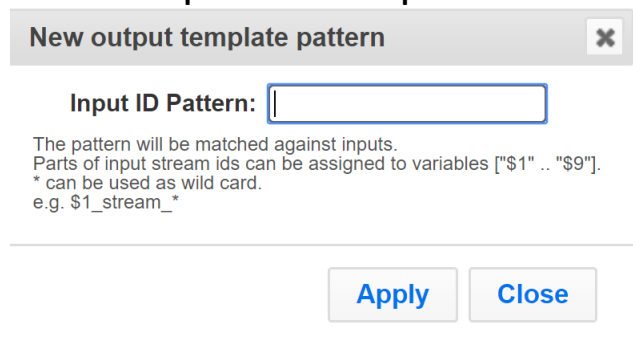 New output template pattern
Input ID Pattern:
The pattern will be matched against inputs.
Parts of input stream ids can be assigned to variables ["$1" .. "$9"].
* can be used as wild card.
e.g. $1_stream_*
Apply Close